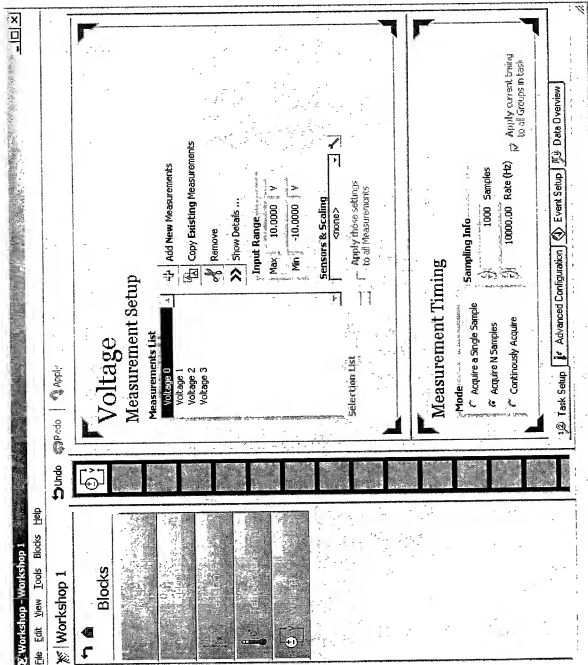 Workshop - Workshop 1
File Edit View Tools Blocks Help
Workshop 1
Undo Redo Apply
Blocks
Voltage
Measurement Setup
Measurements List
Voltage 0
Voltage 1
Voltage 2
Voltage 3
Add New Measurements
Copy Existing Measurements
Remove
Show Details ...
Input Range
Max 10.0000 V
Min -10.0000 V
Sensors & Scaling
<none>
Selection List
Apply these settings
to all Measurements
Measurement Timing
Mode
Acquire a Single Sample
Acquire N Samples
Continously Acquire
Sampling Info
1000 Samples
10000.00 Rate (Hz)
Apply current timing
to all Groups in task
Task Setup Advanced Configuration Event Setup Data Overview